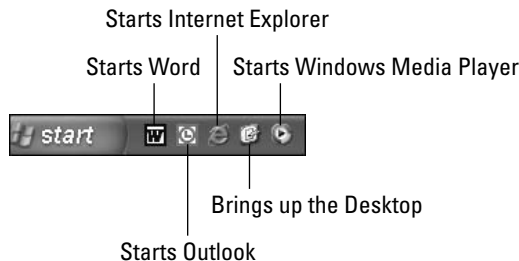 Starts Internet Explorer
Starts Word
Starts Windows Media Player
start
W
Brings up the Desktop
Starts Outlook